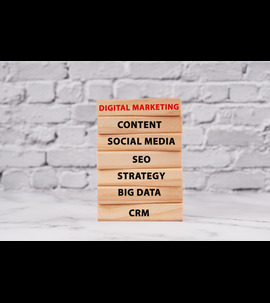 DIGITAL MARKETING
CONTENT
SOCIAL MEDIA
SEO
STRATEGY
BIG DATA
CRM